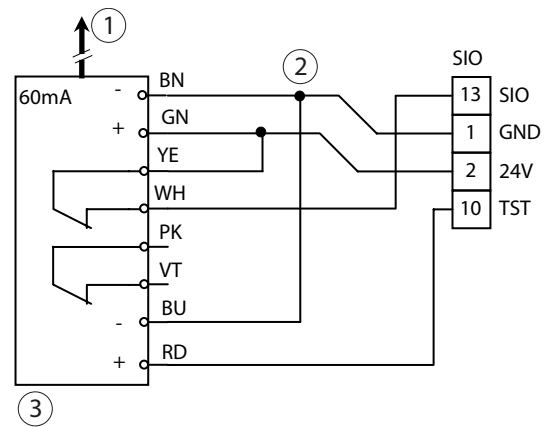 1
2
SIO
60mA
- BN
13 SIO
+ GN
1 GND
YE
2 24V
WH
10 TST
PK
VT
- BU
+ RD
3